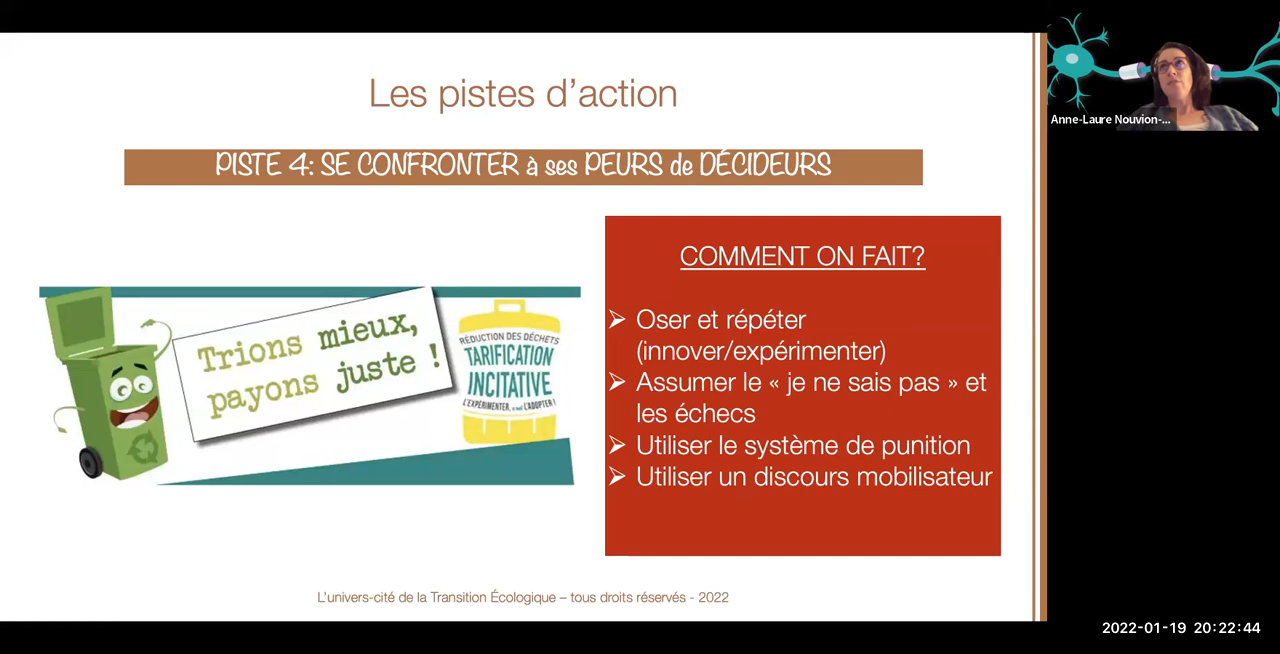 Les pistes d’action
PISTE 4: SE CONFRONTER à ses PEURS de DÉCIDEURS
Trions mieux,
payons juste !
RÉDUCTION DES DÉCHETS
TARIFICATION
INCITATIVE
L'EXPÉRIMENTER, c'est L'ADOPTER !
COMMENT ON FAIT?
➢ Oser et répéter
(innover/expérimenter)
➢ Assumer le « je ne sais pas » et
les échecs
➢ Utiliser le système de punition
➢ Utiliser un discours mobilisateur
L’univers-cité de la Transition Écologique – tous droits réservés - 2022
Anne-Laure Nouvion-...
2022-01-19 20:22:44